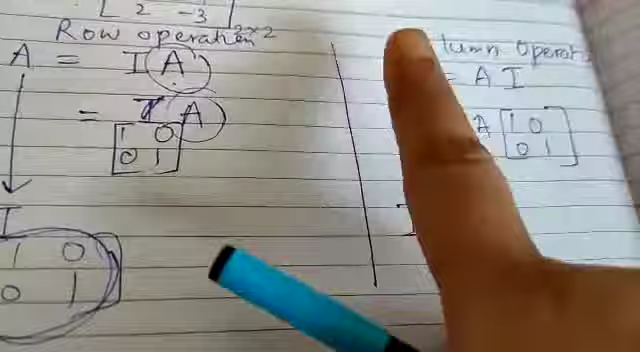 2 -3
2×2
Row operation
A = I A
= I A
1 0
0 1
I
1 0
0 1
lumn operat
= A I
A 1 0
0 1
I